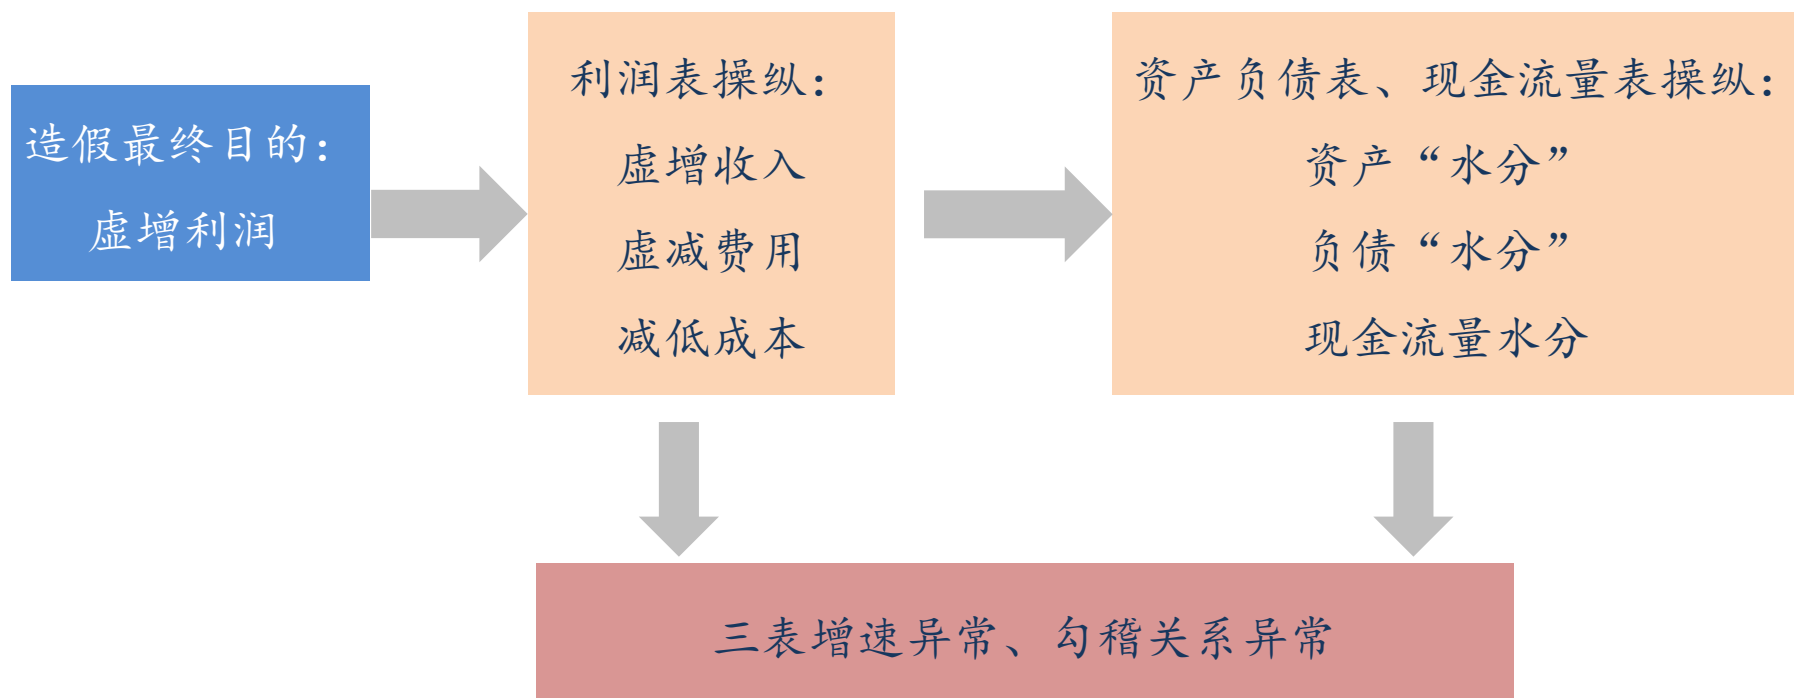 造假最终目的：
虚增利润
利润表操纵：
虚增收入
虚减费用
减低成本
资产负债表、现金流量表操纵：
资产“水分”
负债“水分”
现金流量水分
三表增速异常、勾稽关系异常